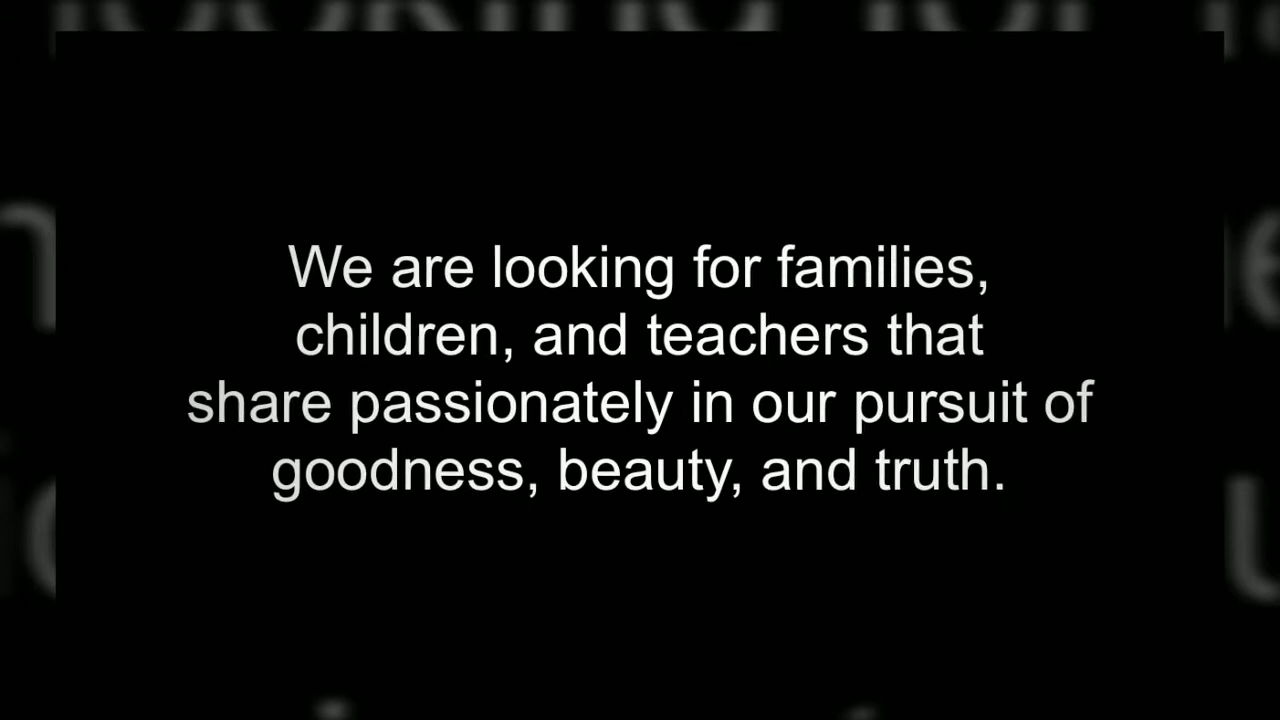 We are looking for families,
children, and teachers that
share passionately in our pursuit of
goodness, beauty, and truth.